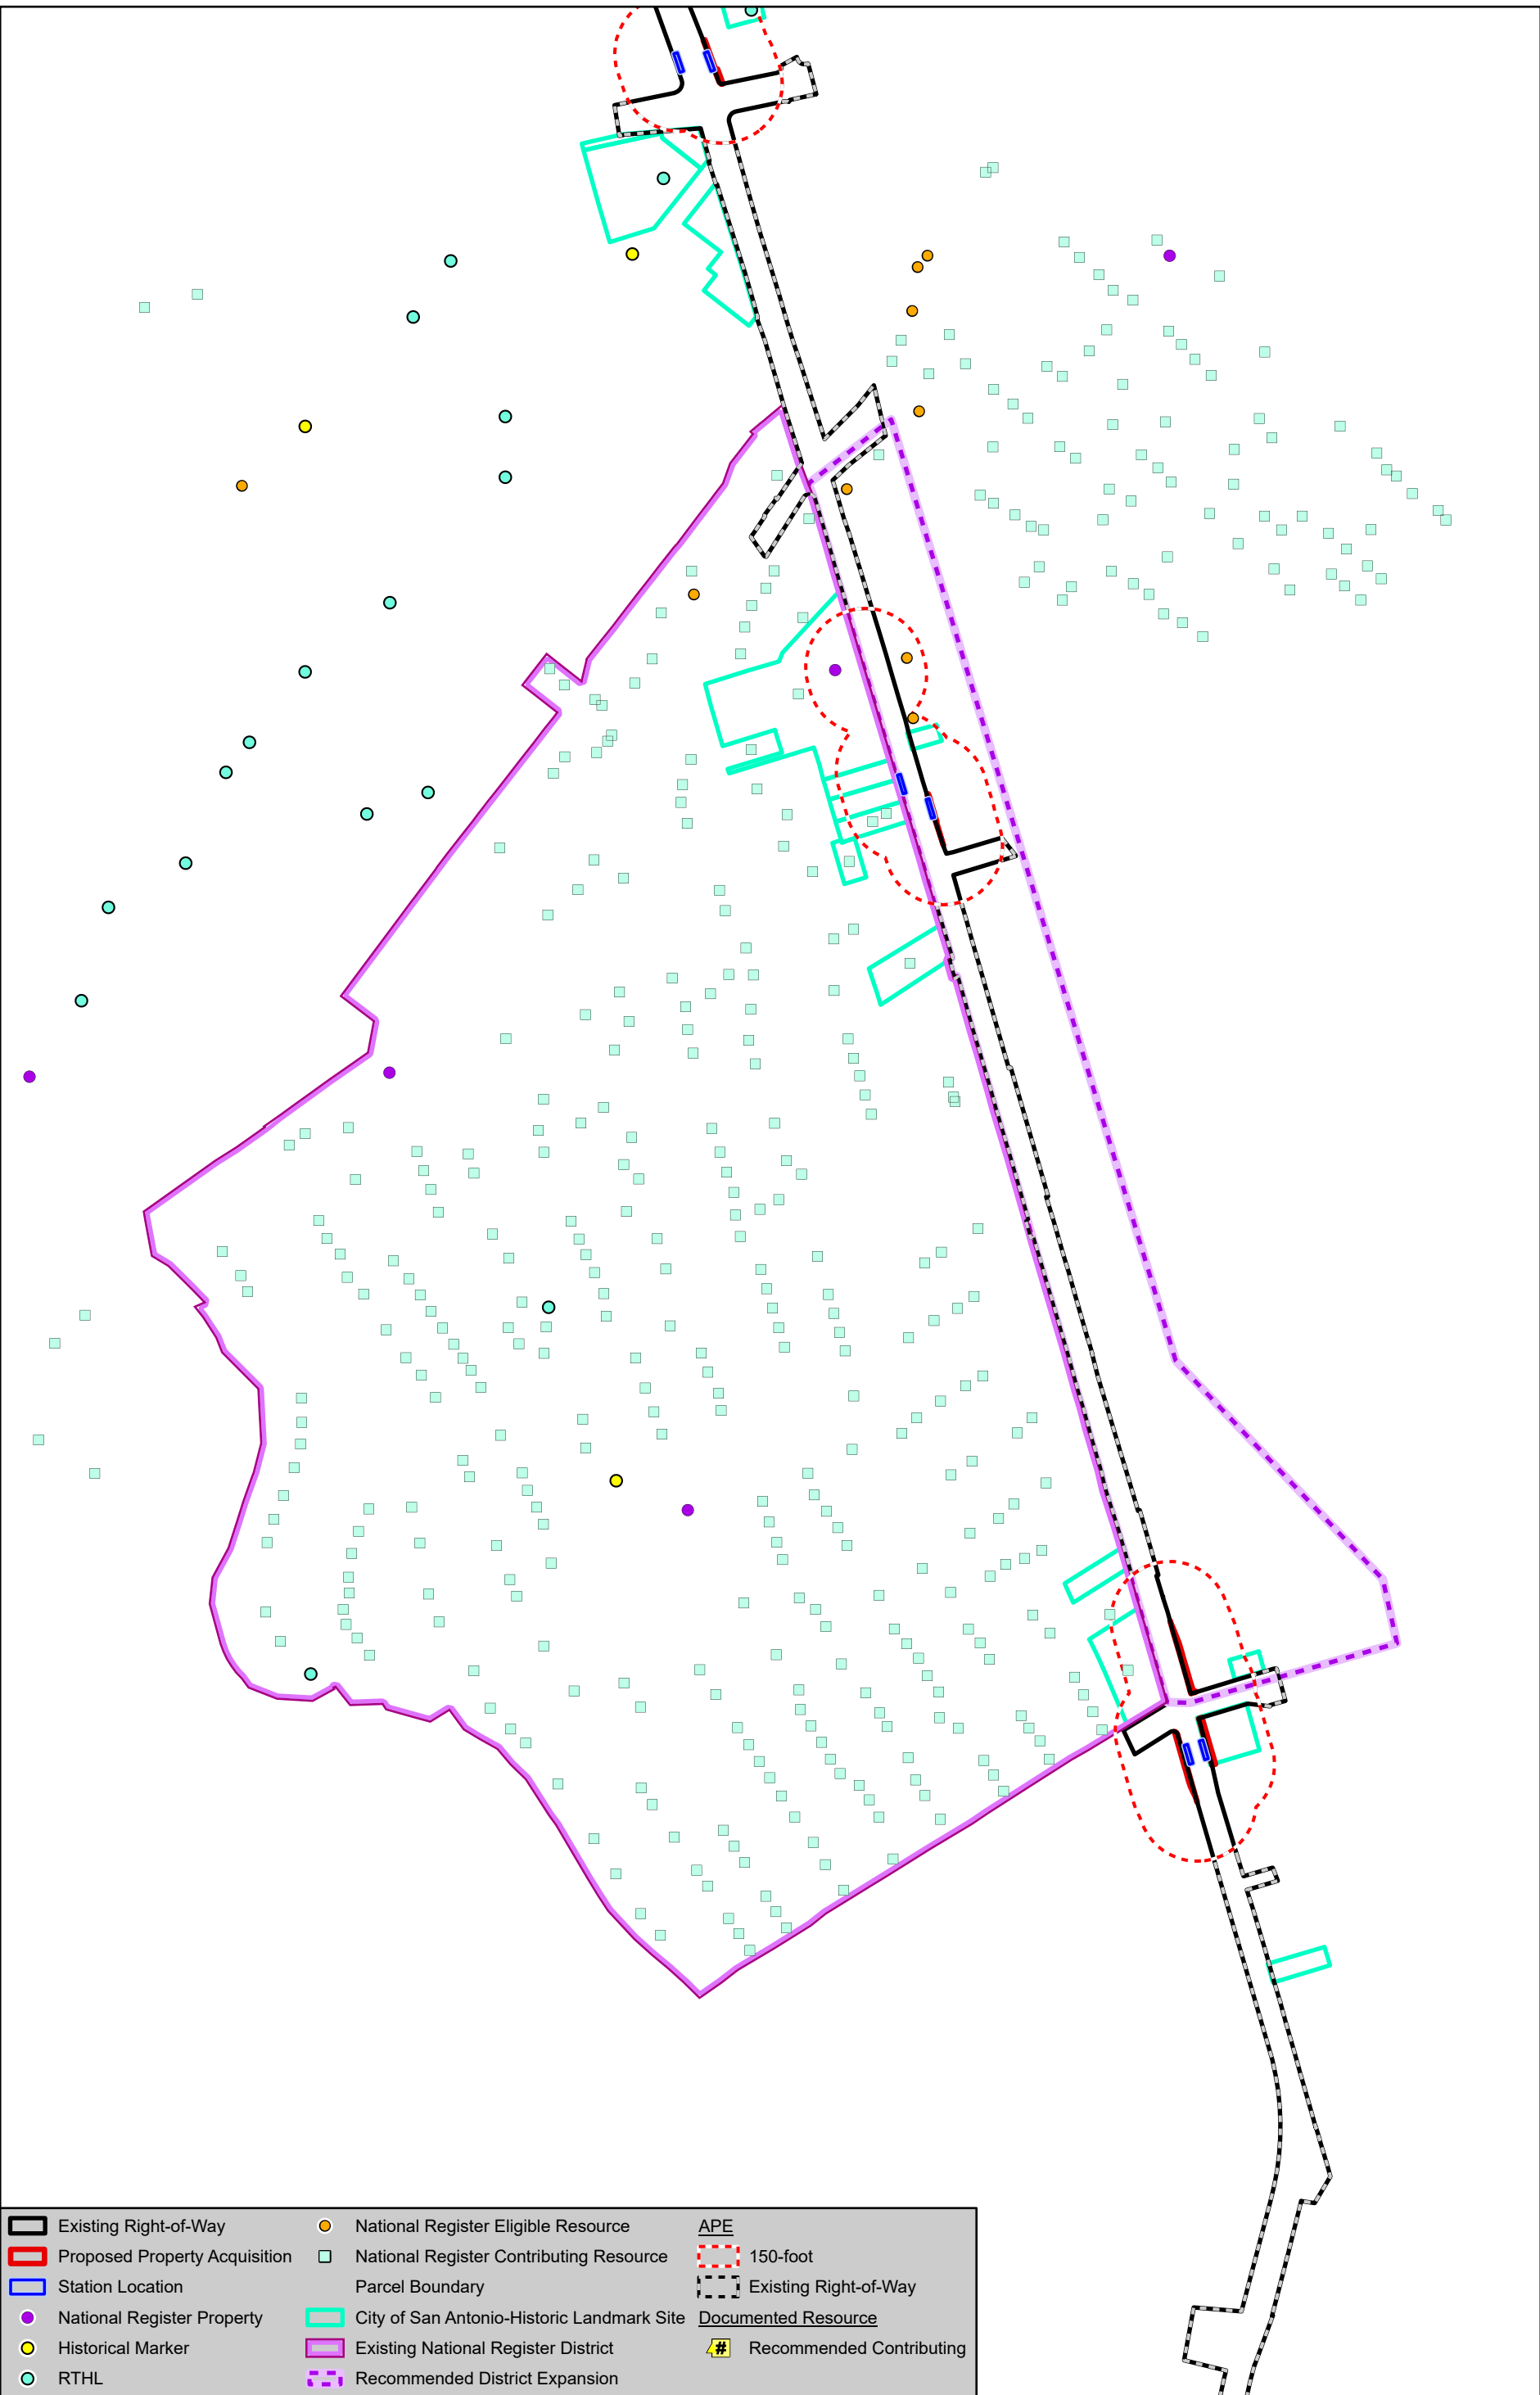 Existing Right-of-Way
Proposed Property Acquisition
Station Location
National Register Property
Historical Marker
RTHL
National Register Eligible Resource
National Register Contributing Resource
Parcel Boundary
City of San Antonio-Historic Landmark Site
Existing National Register District
Recommended District Expansion
APE
150-foot
Existing Right-of-Way
Documented Resource
# Recommended Contributing